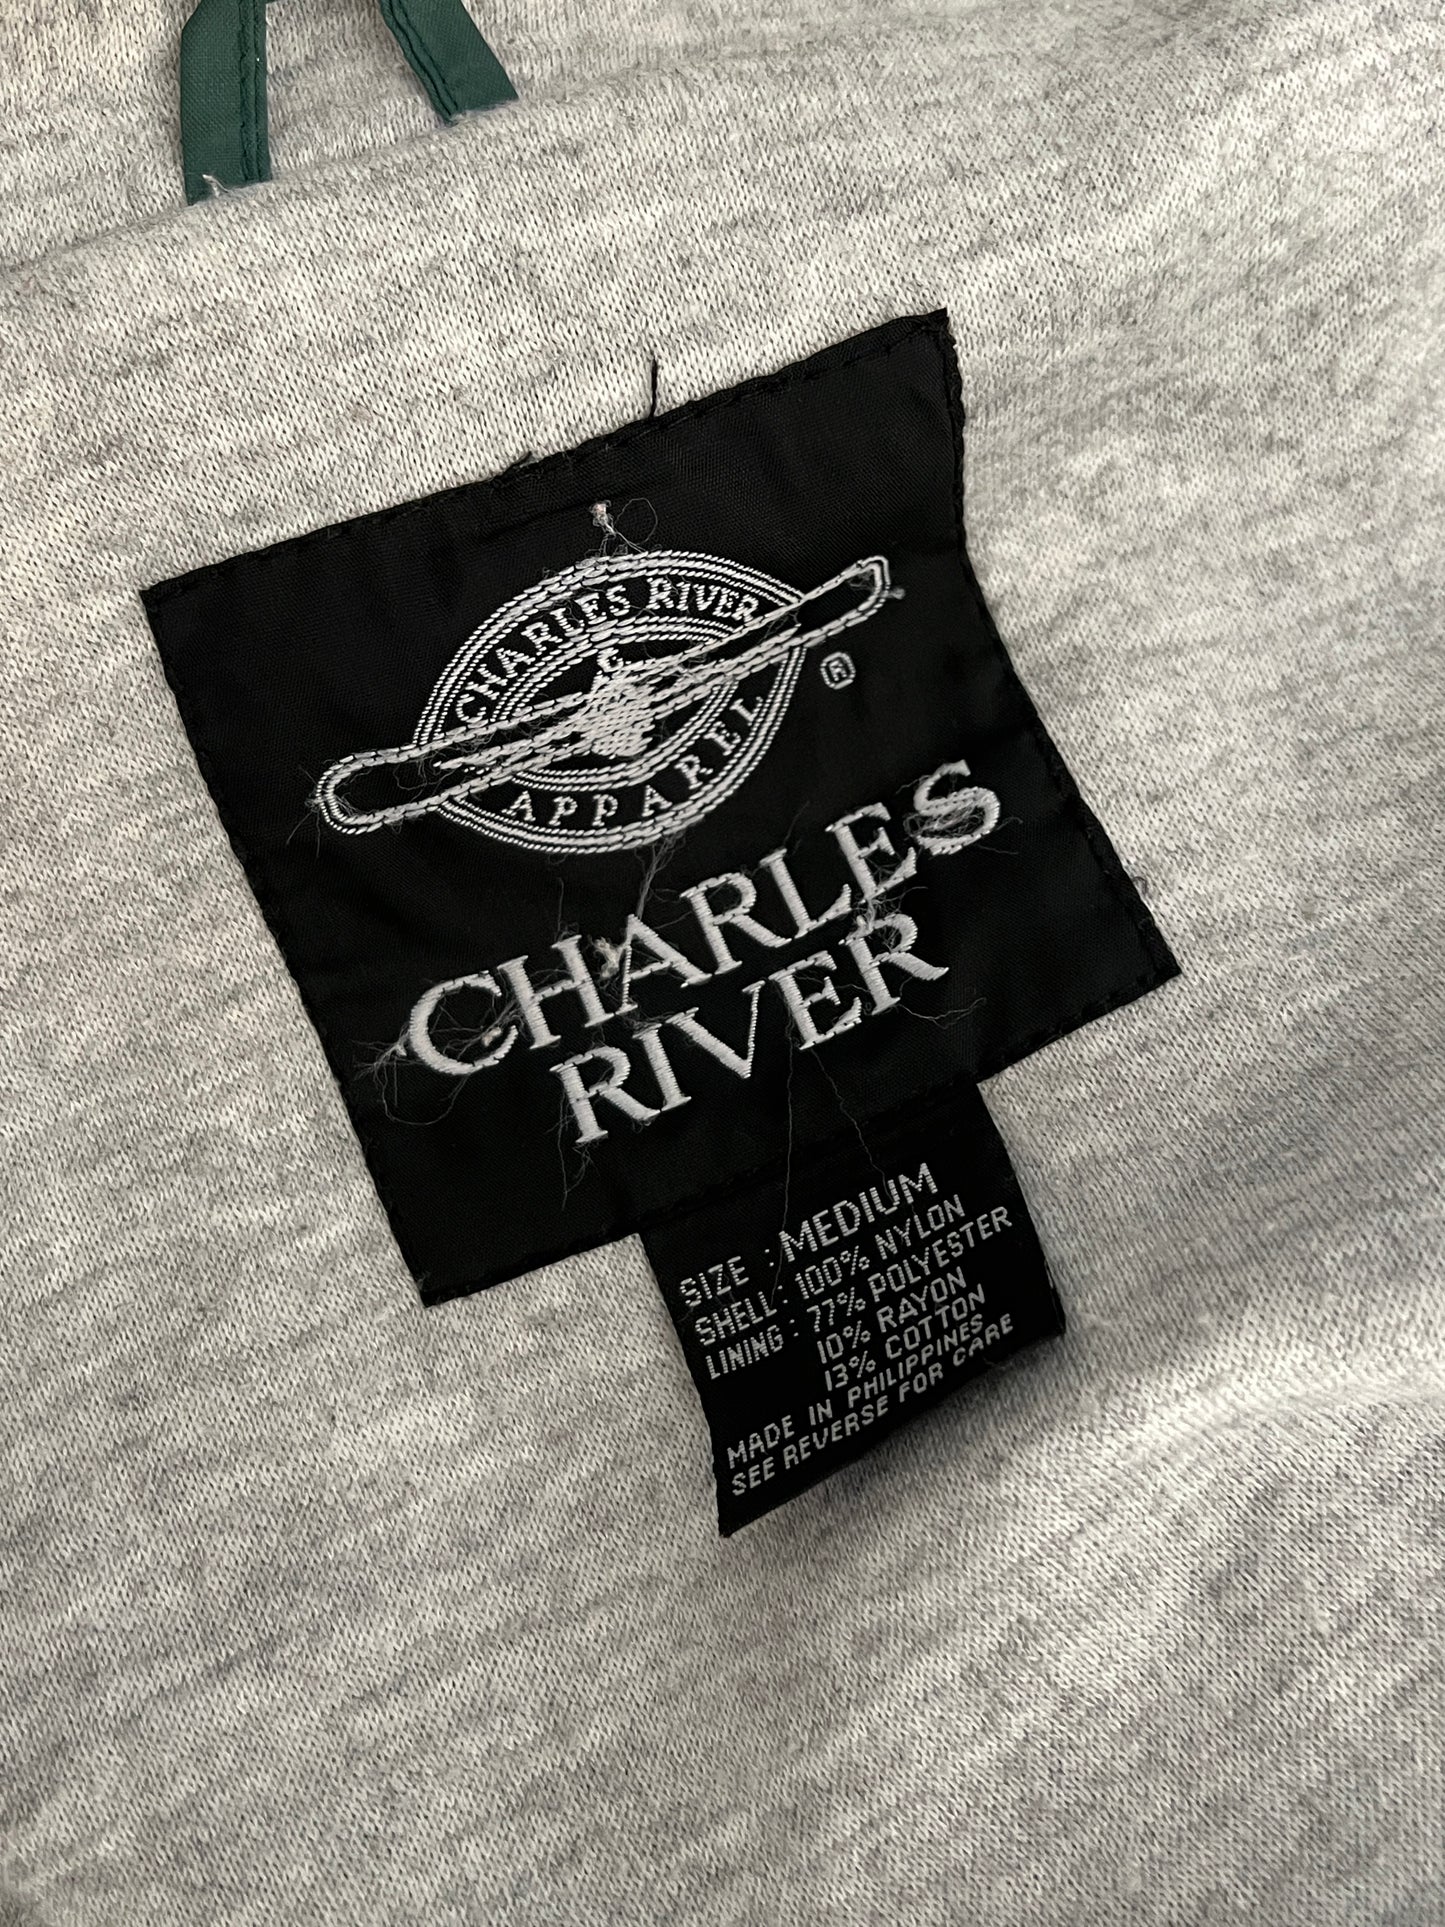 CHARLES RIVER
APPAREL
®
CHARLES
RIVER
SIZE : MEDIUM
SHELL: 100% NYLON
LINING : 77% POLYESTER
10% RAYON
13% COTTON
MADE IN PHILIPPINES
SEE REVERSE FOR CARE